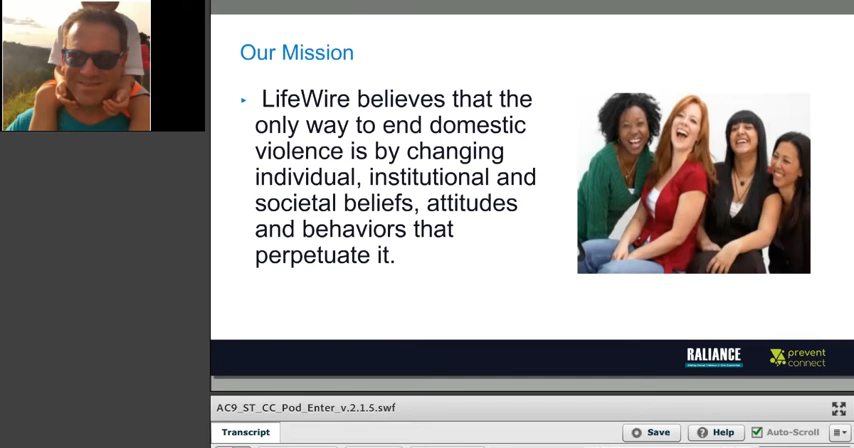 Our Mission
▸ LifeWire believes that the
only way to end domestic
violence is by changing
individual, institutional and
societal beliefs, attitudes
and behaviors that
perpetuate it.
RALIANCE
prevent
connect
AC9_ST_CC_Pod_Enter_v.2.1.5.swf
Transcript
Save
Help
Auto-Scroll